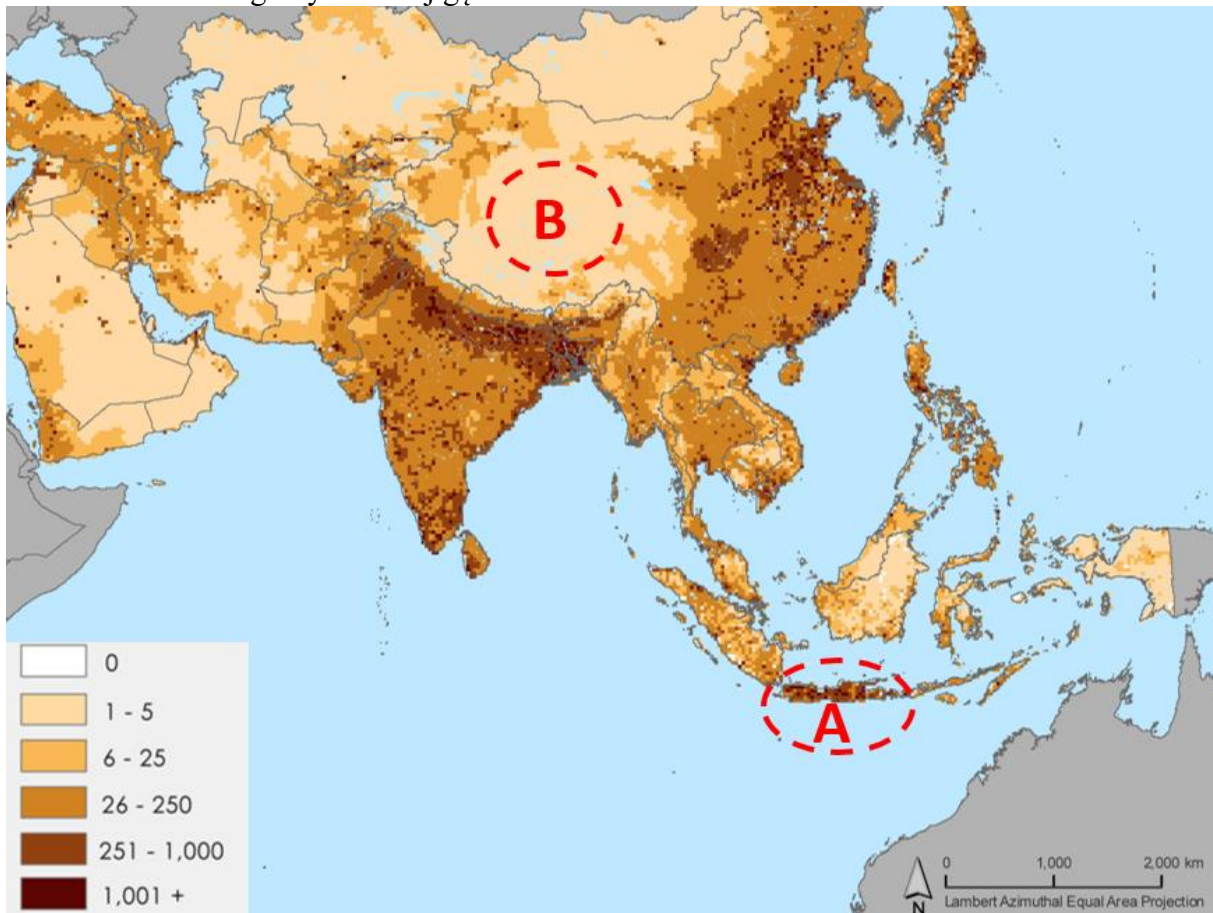 B
A
0
1 - 5
6 - 25
26 - 250
251 - 1,000
1,001 +
0 1,000 2,000 km
N
Lambert Azimuthal Equal Area Projection